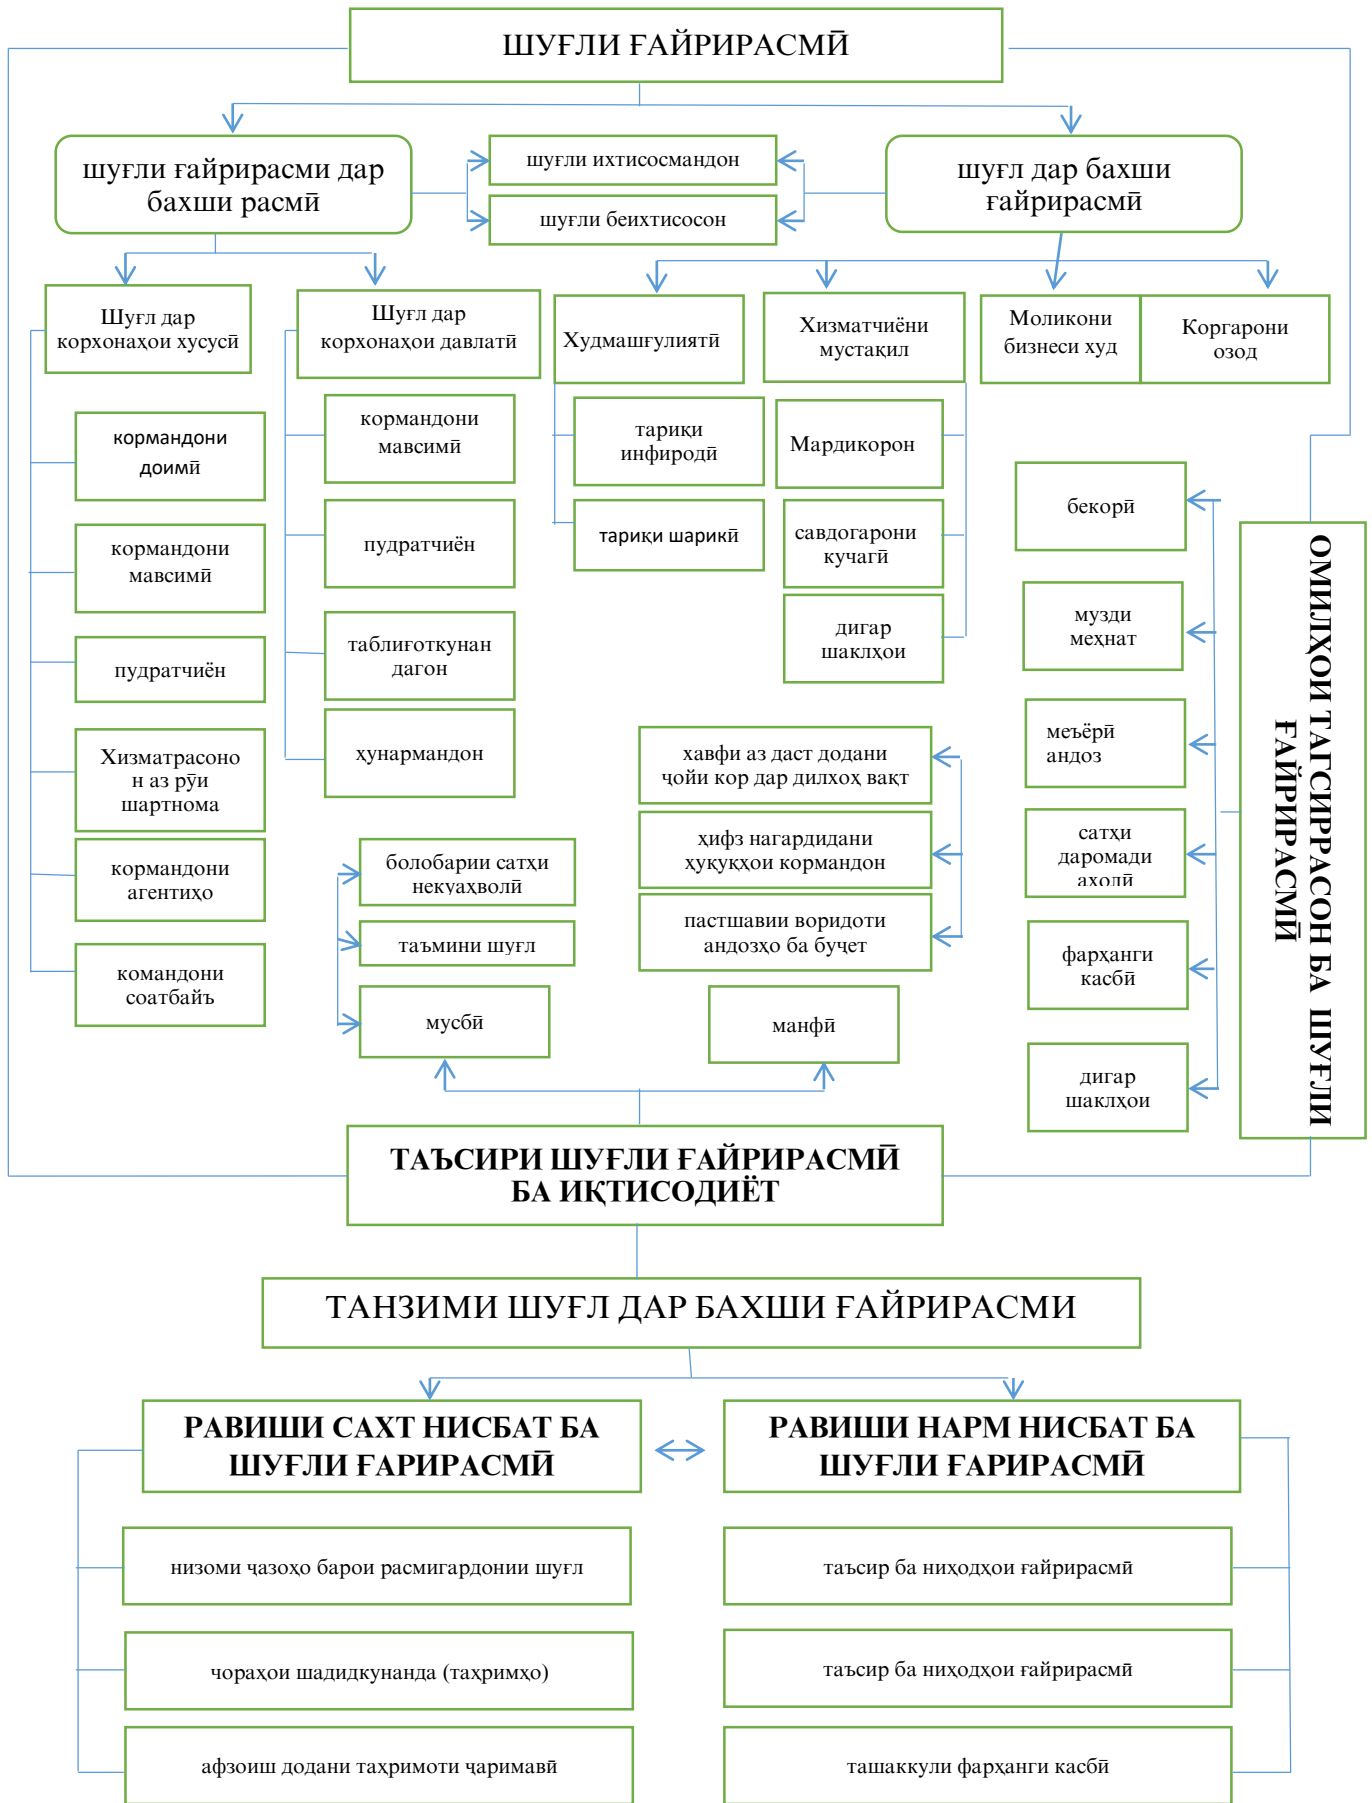 ШУҒЛИ ҒАЙРИРАСМӢ
шуғли ғайрирасми дар
бахши расмӣ
шуғли ихтисосмандон
шуғли беихтисосон
шуғл дар бахши
ғайрирасмӣ
Шуғл дар
корхонаҳои хусусӣ
Шуғл дар
корхонаҳои давлатӣ
Худмашғулиятӣ
Хизматчиёни
мустақил
Моликони
бизнеси худ
Коргарони
озод
кормандони
доимӣ
кормандони
мавсимӣ
пудратчиён
Хизматрасоно
н аз рӯи
шартнома
кормандони
агентиҳо
командони
соатбайъ
кормандони
мавсимӣ
пудратчиён
таблиғоткунан
дагон
ҳунармандон
тариқи
инфиродӣ
тариқи шарикӣ
Мардикорон
савдогарони
кучагӣ
дигар
шаклҳои
бекорӣ
музди
меҳнат
меъёрӣ
андоз
сатҳи
даромади
аҳолӣ
фарҳанги
касбӣ
дигар
шаклҳои
ОМИЛҲОИ ТАГСИРРАСОН БА ШУҒЛИ
ҒАЙРИРАСМӢ
хавфи аз даст додани
ҷойи кор дар дилхоҳ вақт
ҳифз нагардидани
ҳуқуқҳои кормандон
пастшавии воридоти
андозҳо ба буҷет
болобарии сатҳи
некуаҳволӣ
таъмини шуғл
мусбӣ
манфӣ
ТАЪСИРИ ШУҒЛИ ҒАЙРИРАСМӢ
БА ИҚТИСОДИЁТ
ТАНЗИМИ ШУҒЛ ДАР БАХШИ ҒАЙРИРАСМИ
РАВИШИ САХТ НИСБАТ БА
ШУҒЛИ ҒАРИРАСМӢ
РАВИШИ НАРМ НИСБАТ БА
ШУҒЛИ ҒАРИРАСМӢ
низоми ҷазоҳо барои расмигардонии шуғл
чораҳои шадидкунанда (таҳримҳо)
афзоиш додани таҳримоти ҷаримавӣ
таъсир ба ниҳодҳои ғайрирасмӣ
таъсир ба ниҳодҳои ғайрирасмӣ
ташаккули фарҳанги касбӣ